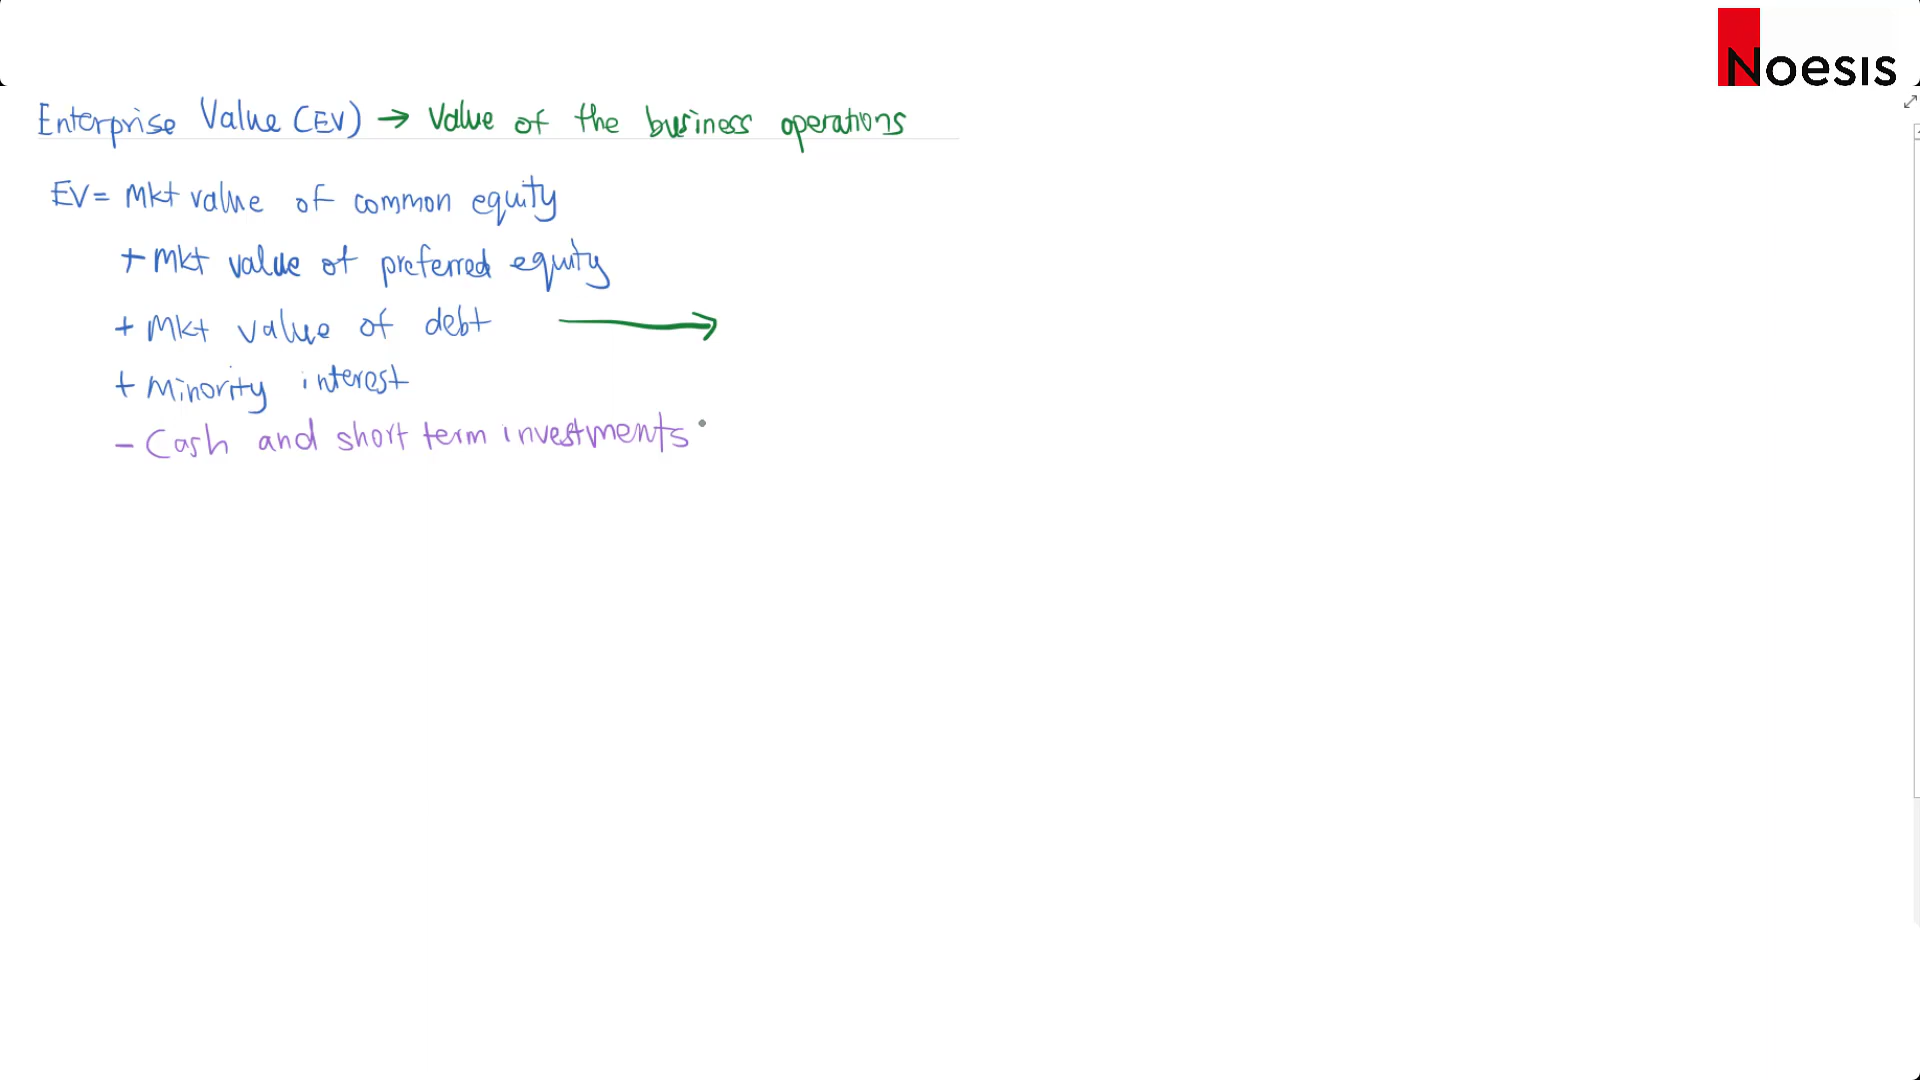 Noesis
Enterprise Value (EV) → Value of the business operations
EV = Mkt value of common equity
+ Mkt value of preferred equity
+ Mkt value of debt →
+ Minority interest
- Cash and short term investments